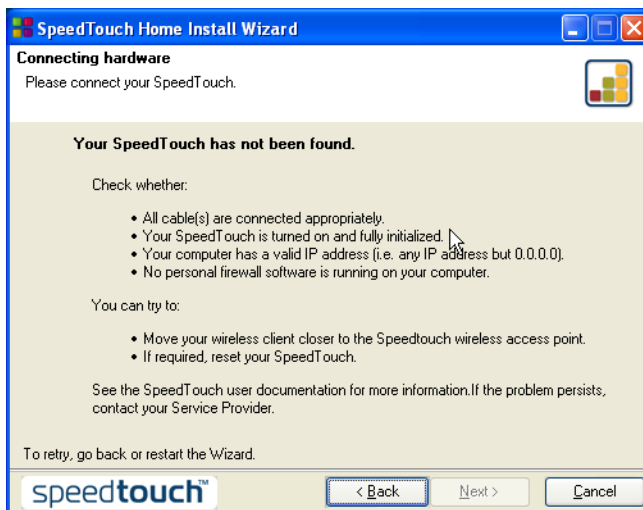 SpeedTouch Home Install Wizard
Connecting hardware
Please connect your SpeedTouch.
Your SpeedTouch has not been found.
Check whether:
• All cable(s) are connected appropriately.
• Your SpeedTouch is turned on and fully initialized.
• Your computer has a valid IP address (i.e. any IP address but 0.0.0.0).
• No personal firewall software is running on your computer.
You can try to:
• Move your wireless client closer to the Speedtouch wireless access point.
• If required, reset your SpeedTouch.
See the SpeedTouch user documentation for more information.If the problem persists,
contact your Service Provider.
To retry, go back or restart the Wizard.
speedtouch™ < Back Next > Cancel